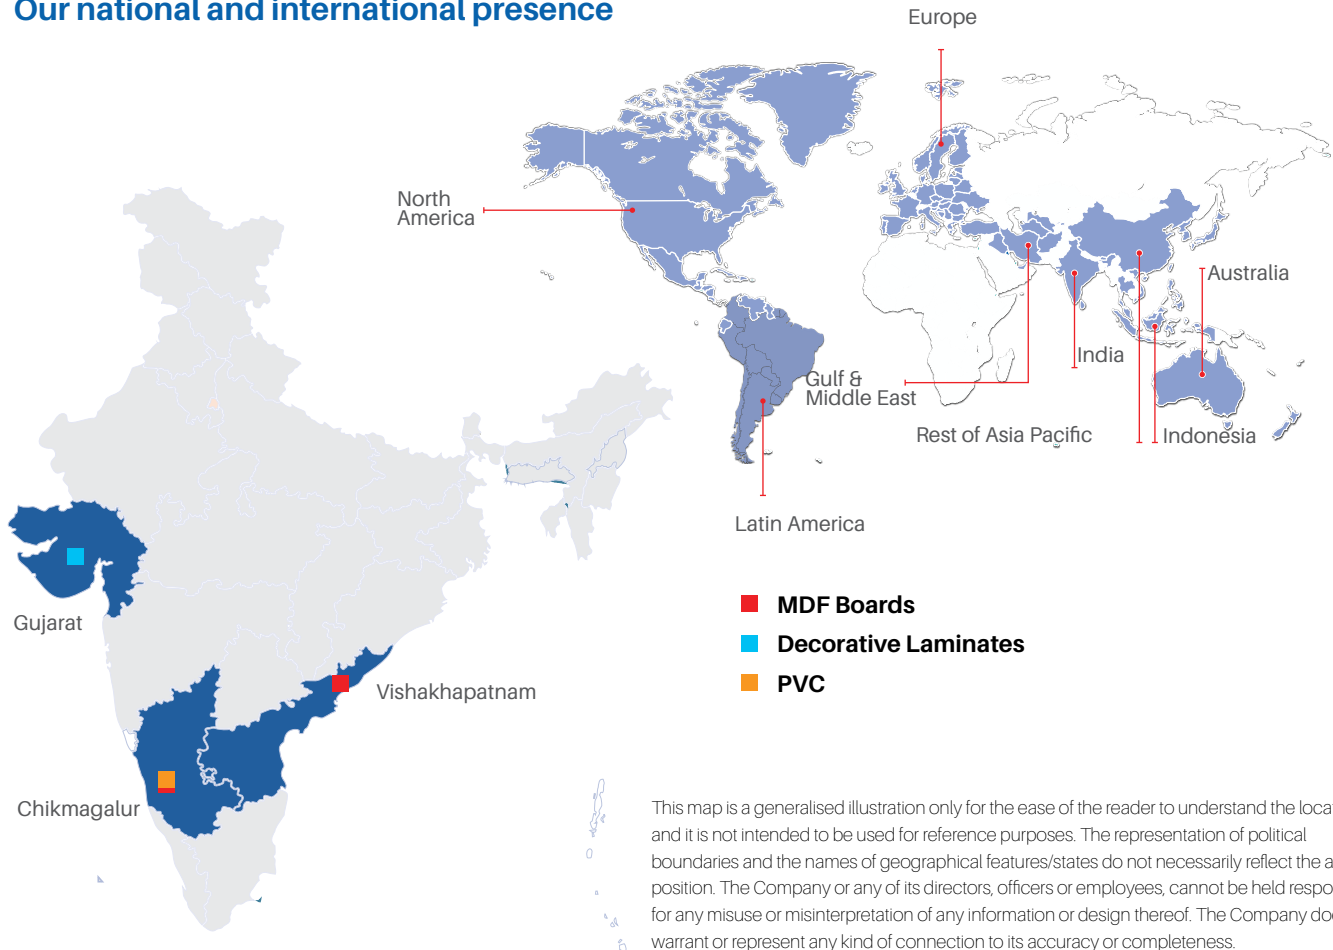 Our national and international presence
Europe
North
America
Australia
India
Gulf &
Middle East
Rest of Asia Pacific
Indonesia
Latin America
Gujarat
MDF Boards
Decorative Laminates
PVC
Vishakhapatnam
Chikmagalur
This map is a generalised illustration only for the ease of the reader to understand the
and it is not intended to be used for reference purposes. The representation of political
boundaries and the names of geographical features/states do not necessarily reflect the
position. The Company or any of its directors, officers or employees, cannot be held
for any misuse or misinterpretation of any information or design thereof. The Company
warrant or represent any kind of connection to its accuracy or completeness.